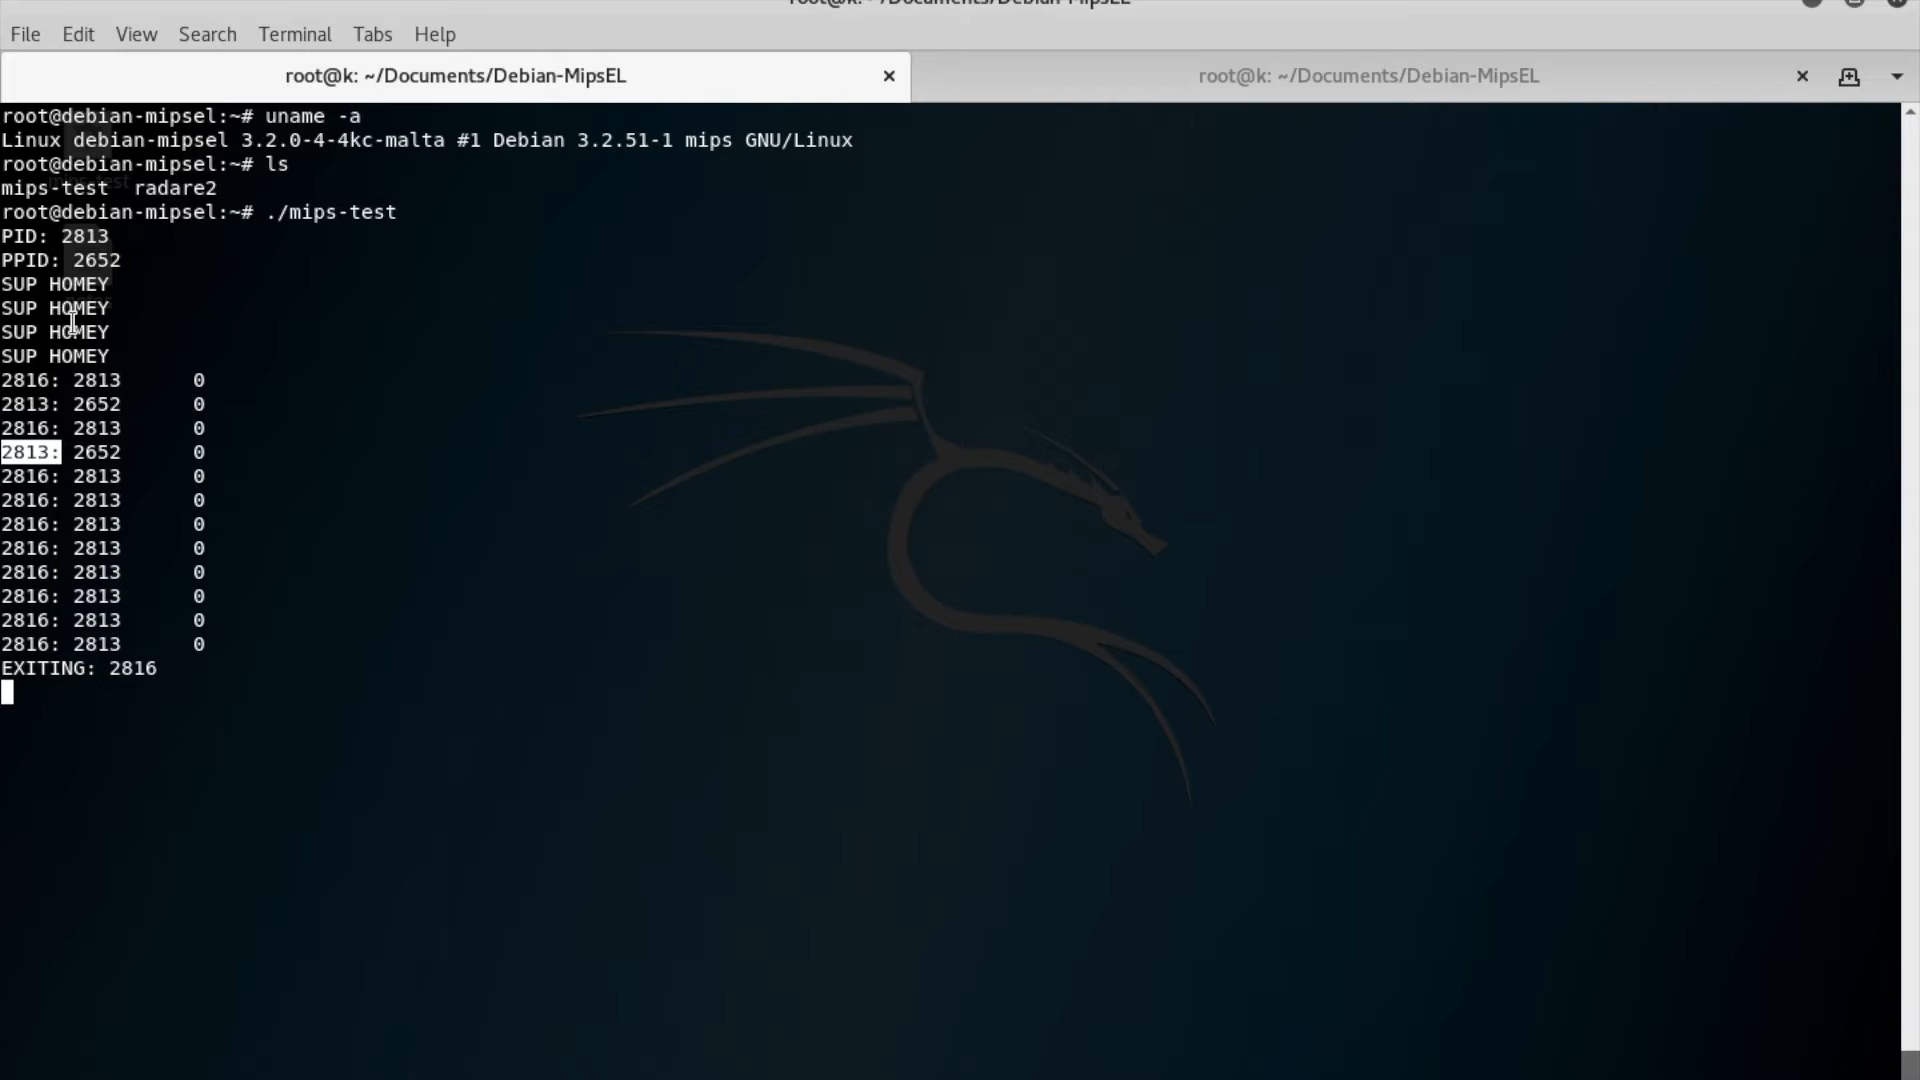 root@k: ~/Documents/Debian-MipsEL
File Edit View Search Terminal Tabs Help
root@k: ~/Documents/Debian-MipsEL root@k: ~/Documents/Debian-MipsEL
root@debian-mipsel:~# uname -a
Linux debian-mipsel 3.2.0-4-4kc-malta #1 Debian 3.2.51-1 mips GNU/Linux
root@debian-mipsel:~# ls
mips-test radare2
root@debian-mipsel:~# ./mips-test
PID: 2813
PPID: 2652
SUP HOMEY
SUP HOMEY
SUP HOMEY
SUP HOMEY
2816: 2813 0
2813: 2652 0
2816: 2813 0
2813: 2652 0
2816: 2813 0
2816: 2813 0
2816: 2813 0
2816: 2813 0
2816: 2813 0
2816: 2813 0
2816: 2813 0
2816: 2813 0
EXITING: 2816